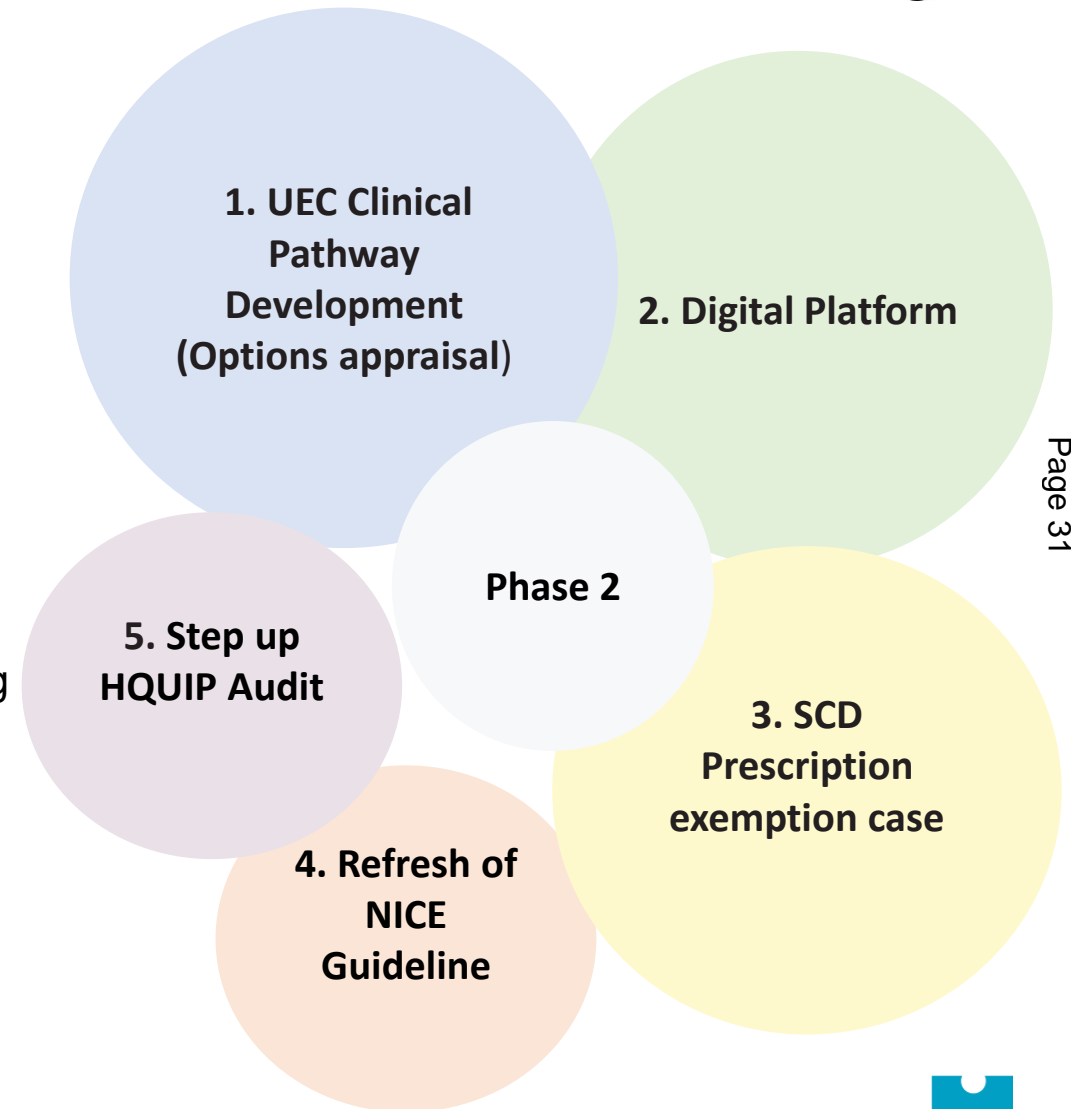 1. UEC Clinical
Pathway
Development
(Options appraisal)
2. Digital Platform
Page 31
Phase 2
5. Step up
HQUIP Audit
3. SCD
Prescription
exemption case
4. Refresh of
NICE
Guideline